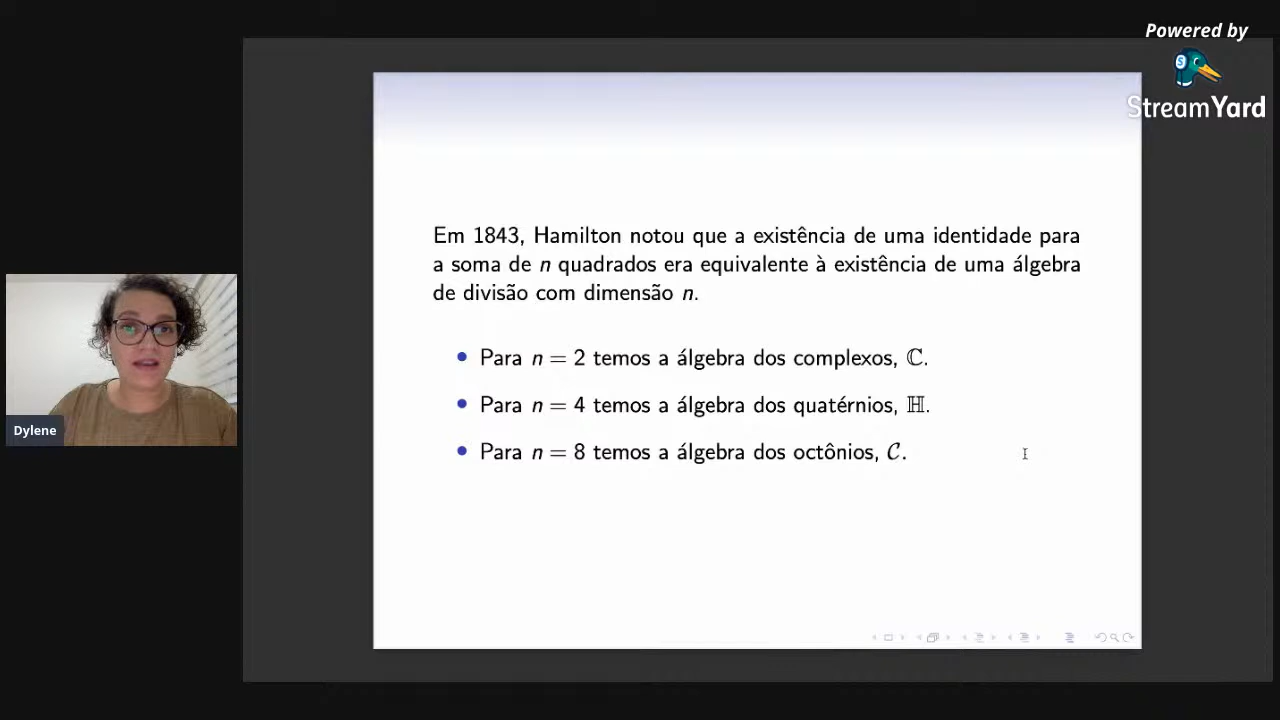 Powered by
StreamYard
Em 1843, Hamilton notou que a existência de uma identidade para
a soma de n quadrados era equivalente à existência de uma álgebra
de divisão com dimensão n.
• Para n = 2 temos a álgebra dos complexos, ℂ.
• Para n = 4 temos a álgebra dos quatérnios, ℍ.
• Para n = 8 temos a álgebra dos octônios, 𝒞.
Dylene